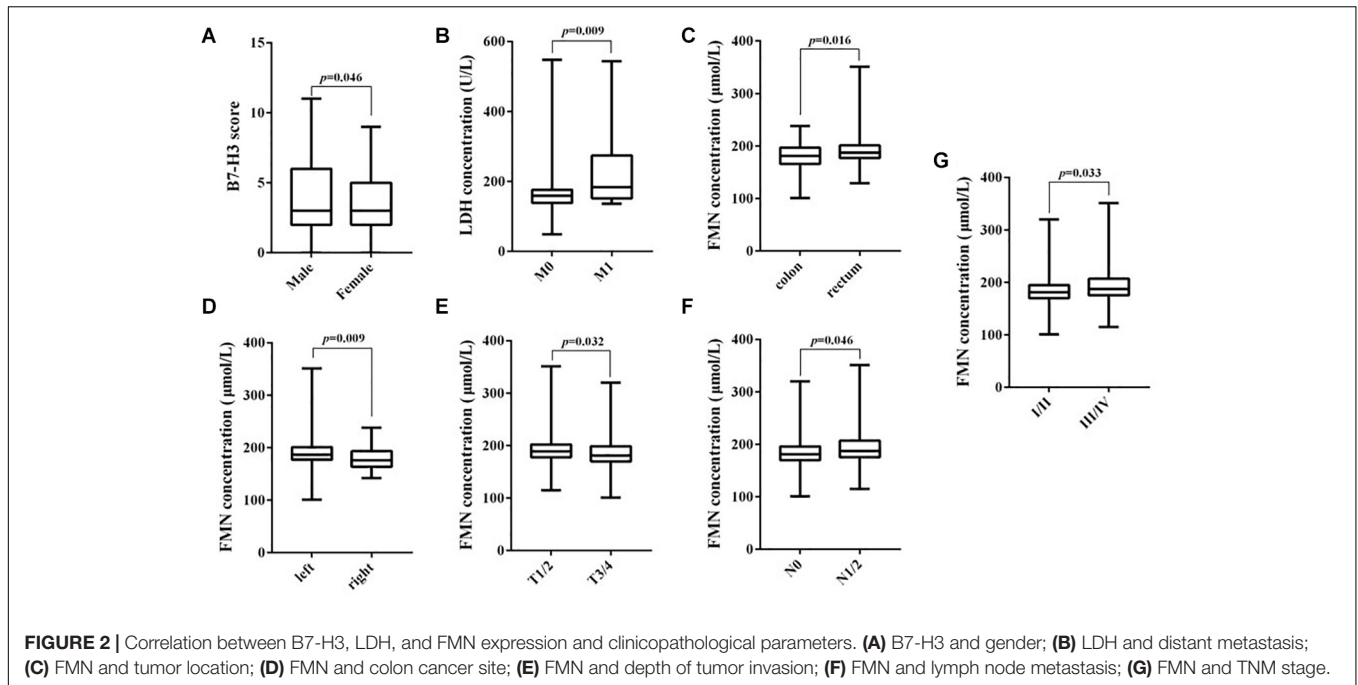 A
B7-H3 score
15
10
5
0
p=0.046
Male
Female
B
LDH concentration (U/L)
600
400
200
0
p=0.009
M0
M1
C
FMN concentration (μmol/L)
400
300
200
100
0
p=0.016
colon
rectum
G
FMN concentration (μmol/L)
400
300
200
100
0
p=0.033
I/II
III/IV
D
FMN concentration (μmol/L)
400
300
200
100
0
p=0.009
left
right
E
FMN concentration (μmol/L)
400
300
200
100
0
p=0.032
T1/2
T3/4
F
FMN concentration (μmol/L)
400
300
200
100
0
p=0.046
N0
N1/2
FIGURE 2 | Correlation between B7-H3, LDH, and FMN expression and clinicopathological parameters. (A) B7-H3 and gender; (B) LDH and distant metastasis;
(C) FMN and tumor location; (D) FMN and colon cancer site; (E) FMN and depth of tumor invasion; (F) FMN and lymph node metastasis; (G) FMN and TNM stage.